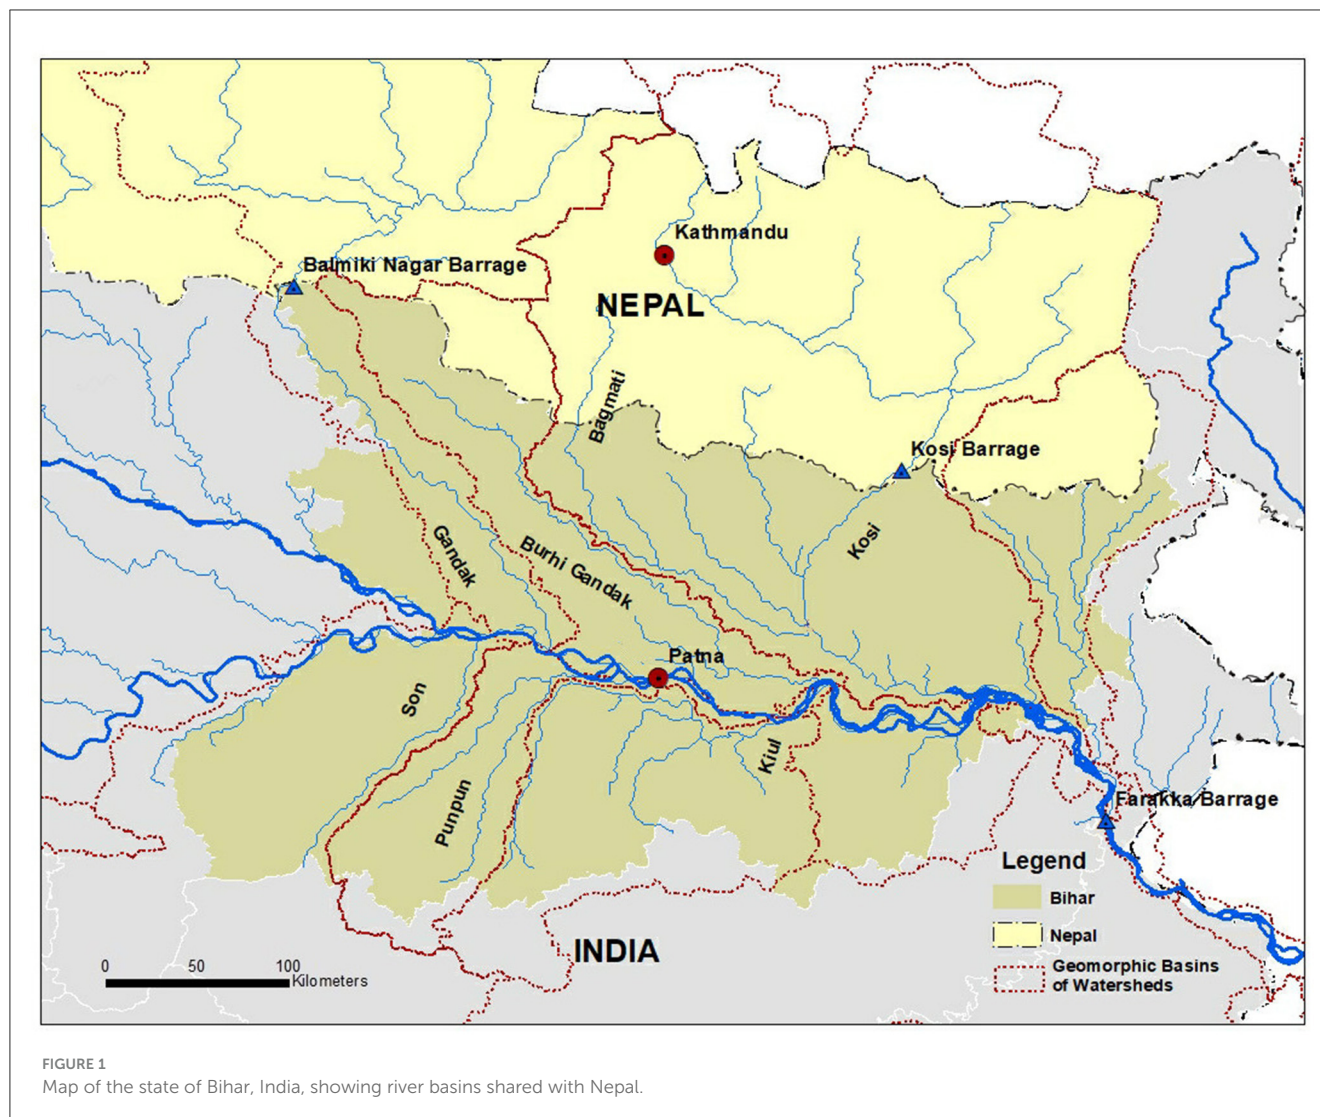 Kathmandu
Balmiki Nagar Barrage
NEPAL
Bagmati
Kosi Barrage
Kosi
Gandak
Burhi Gandak
Patna
Son
Kiul
Punpun
Farakka Barrage
Legend
Bihar
Nepal
Geomorphic Basins
of Watersheds
INDIA
0 50 100
Kilometers
FIGURE 1
Map of the state of Bihar, India, showing river basins shared with Nepal.